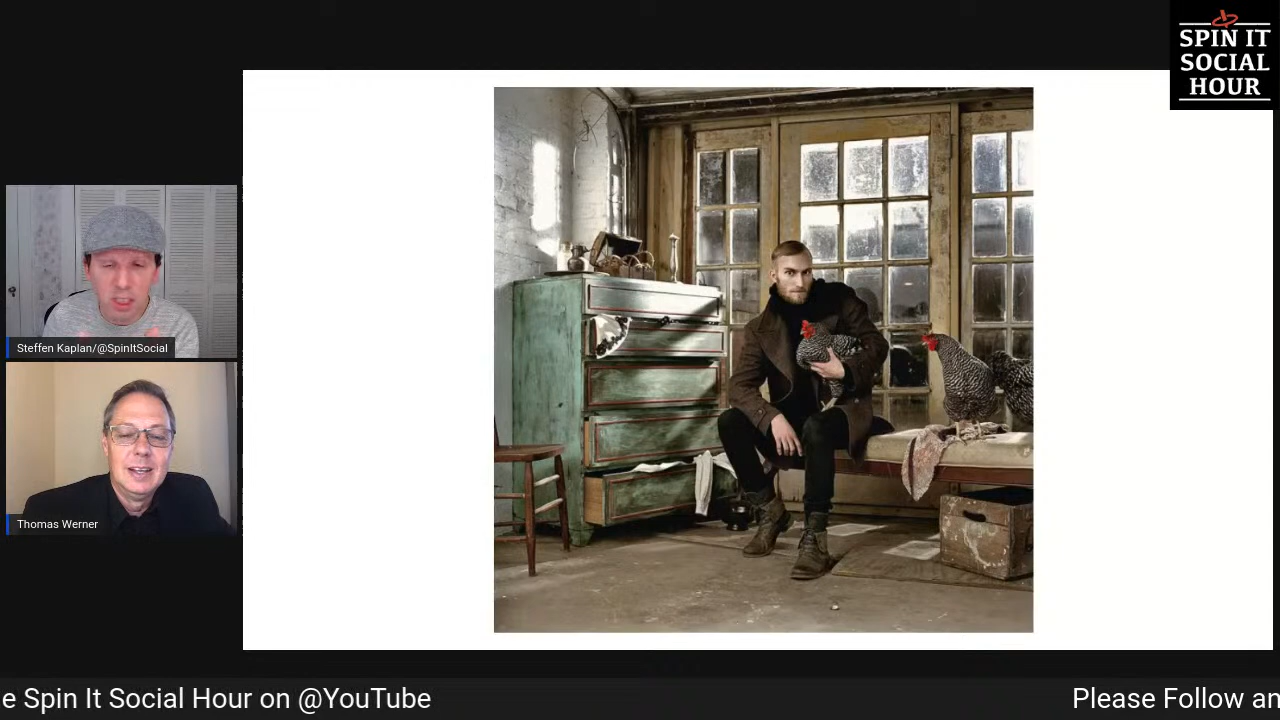 SPIN IT
SOCIAL
HOUR
Steffen Kaplan/@SpinItSocial
Thomas Werner
e Spin It Social Hour on @YouTube
Please Follow an